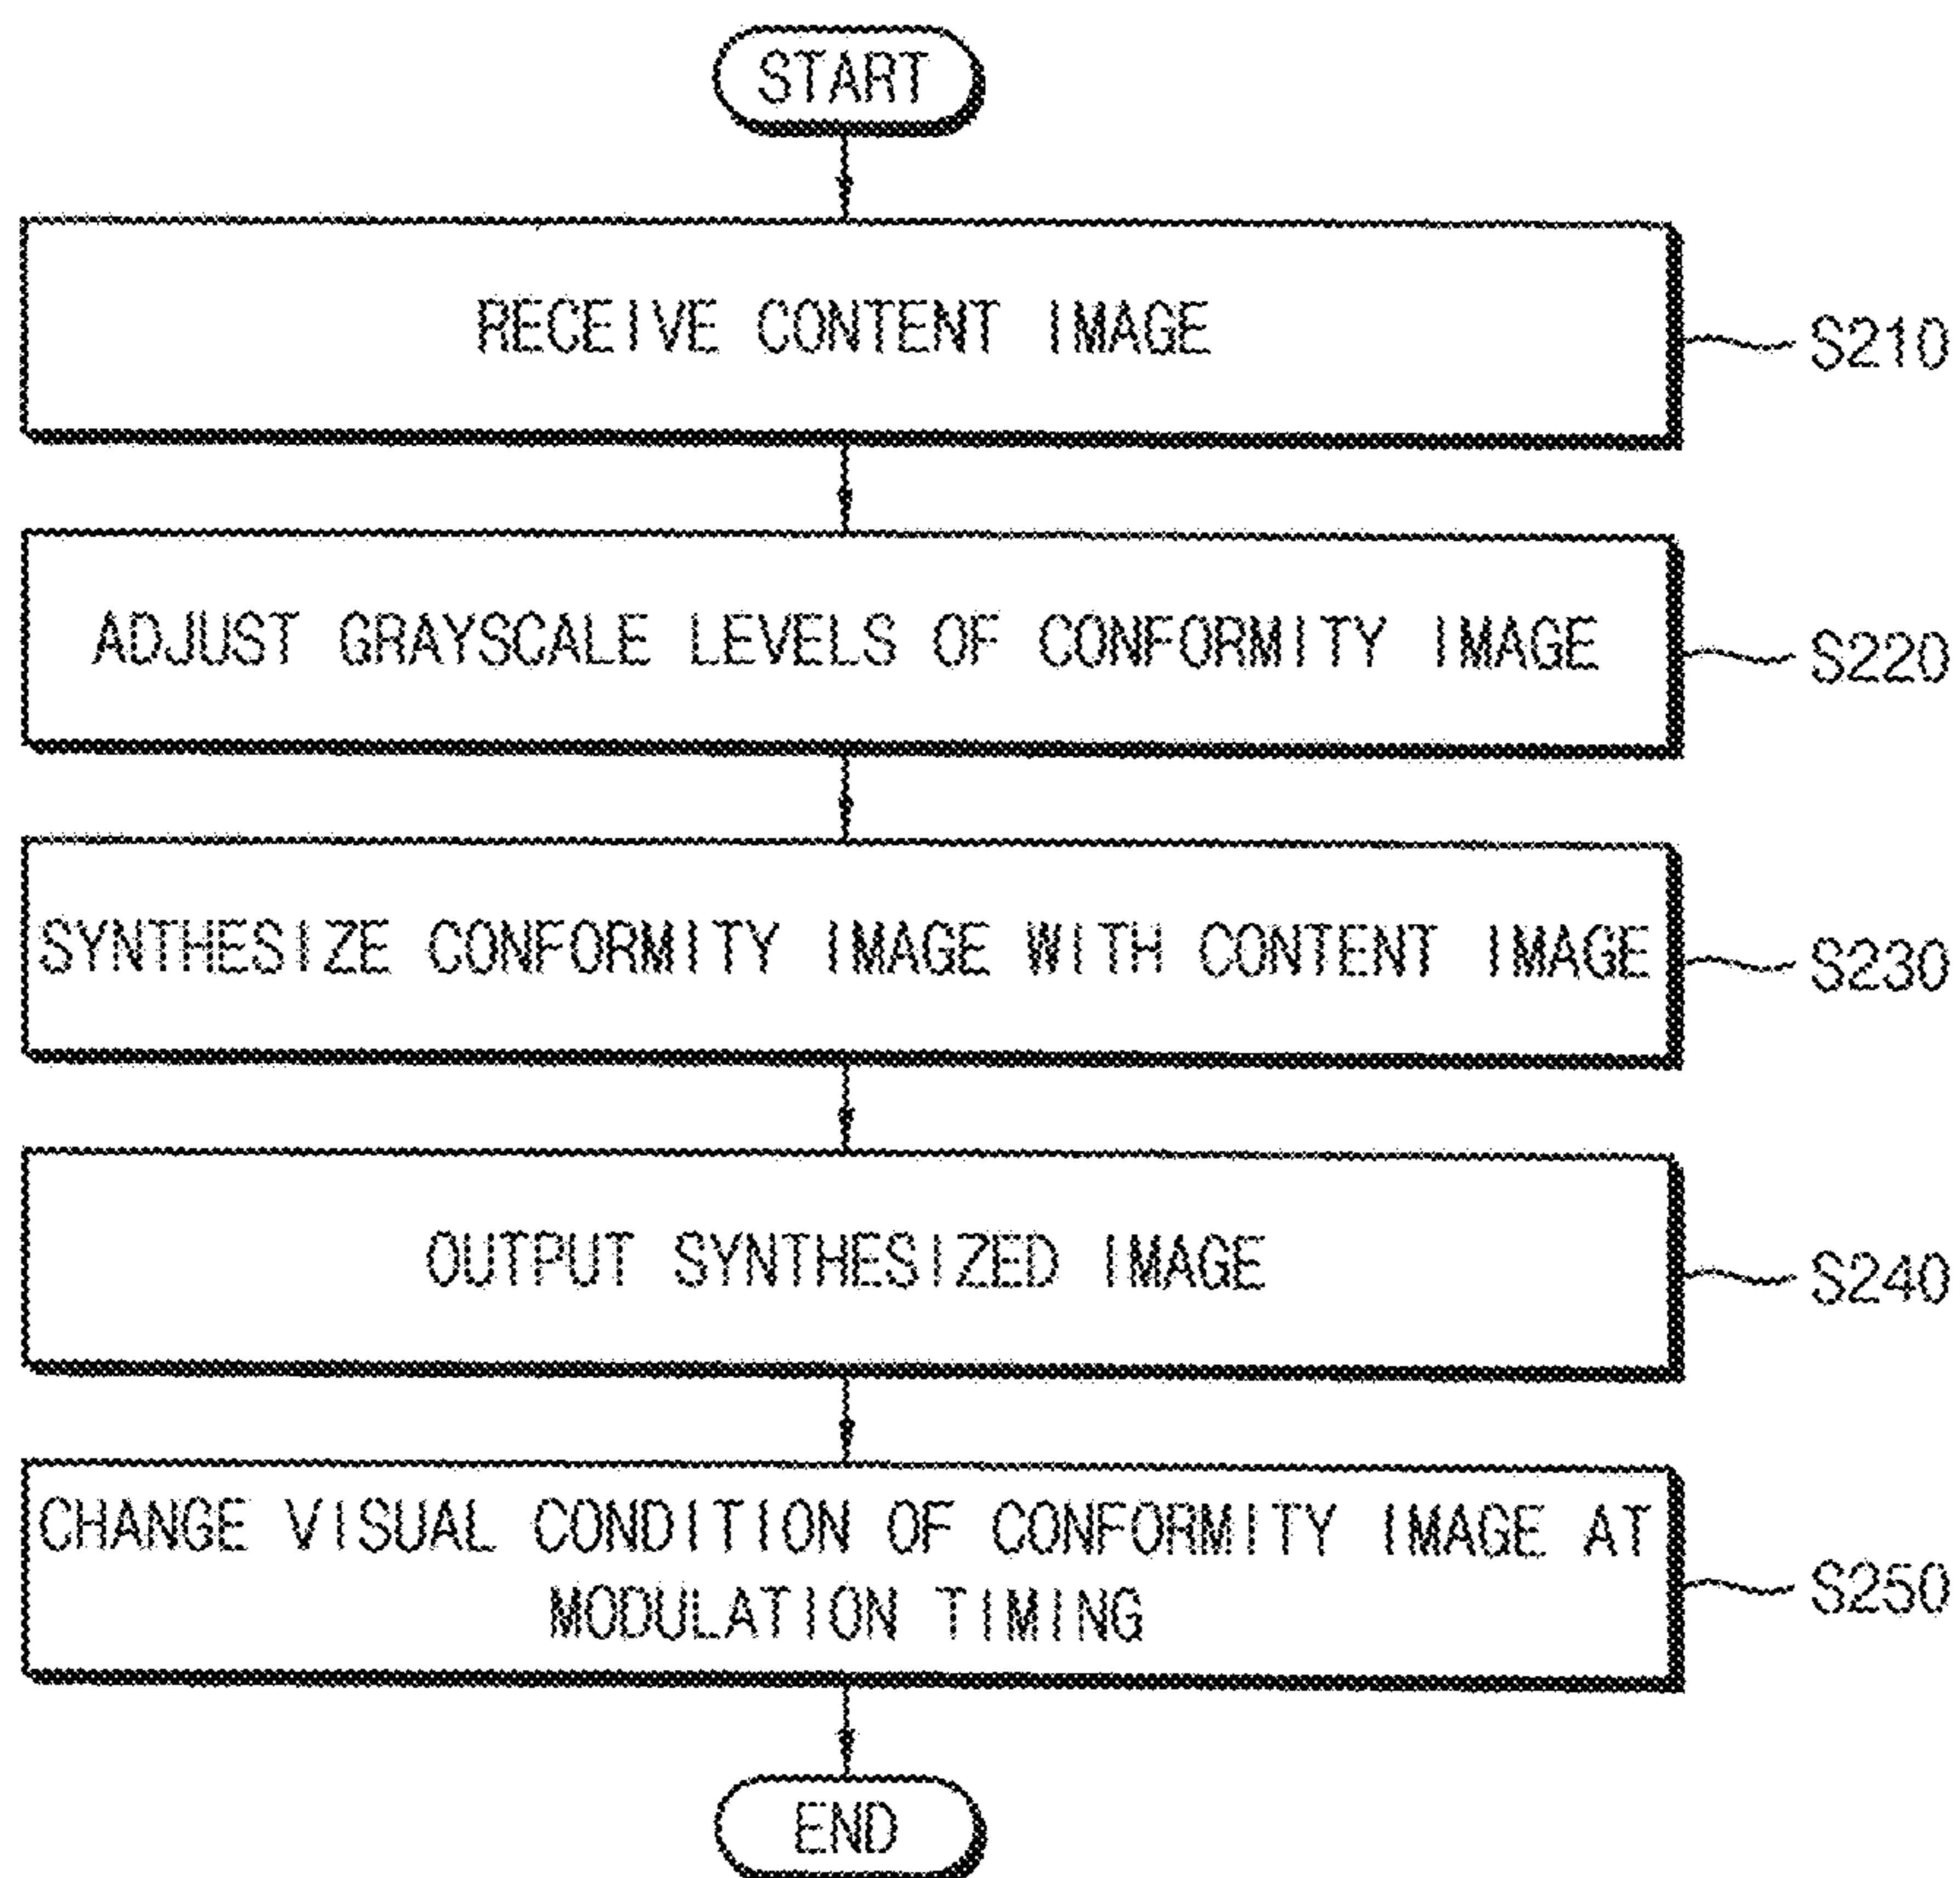 START
RECEIVE CONTENT IMAGE
S210
ADJUST GRAYSCALE LEVELS OF CONFORMITY IMAGE
S220
SYNTHESIZE CONFORMITY IMAGE WITH CONTENT IMAGE
S230
OUTPUT SYNTHESIZED IMAGE
S240
CHANGE VISUAL CONDITION OF CONFORMITY IMAGE AT
MODULATION TIMING
S250
END